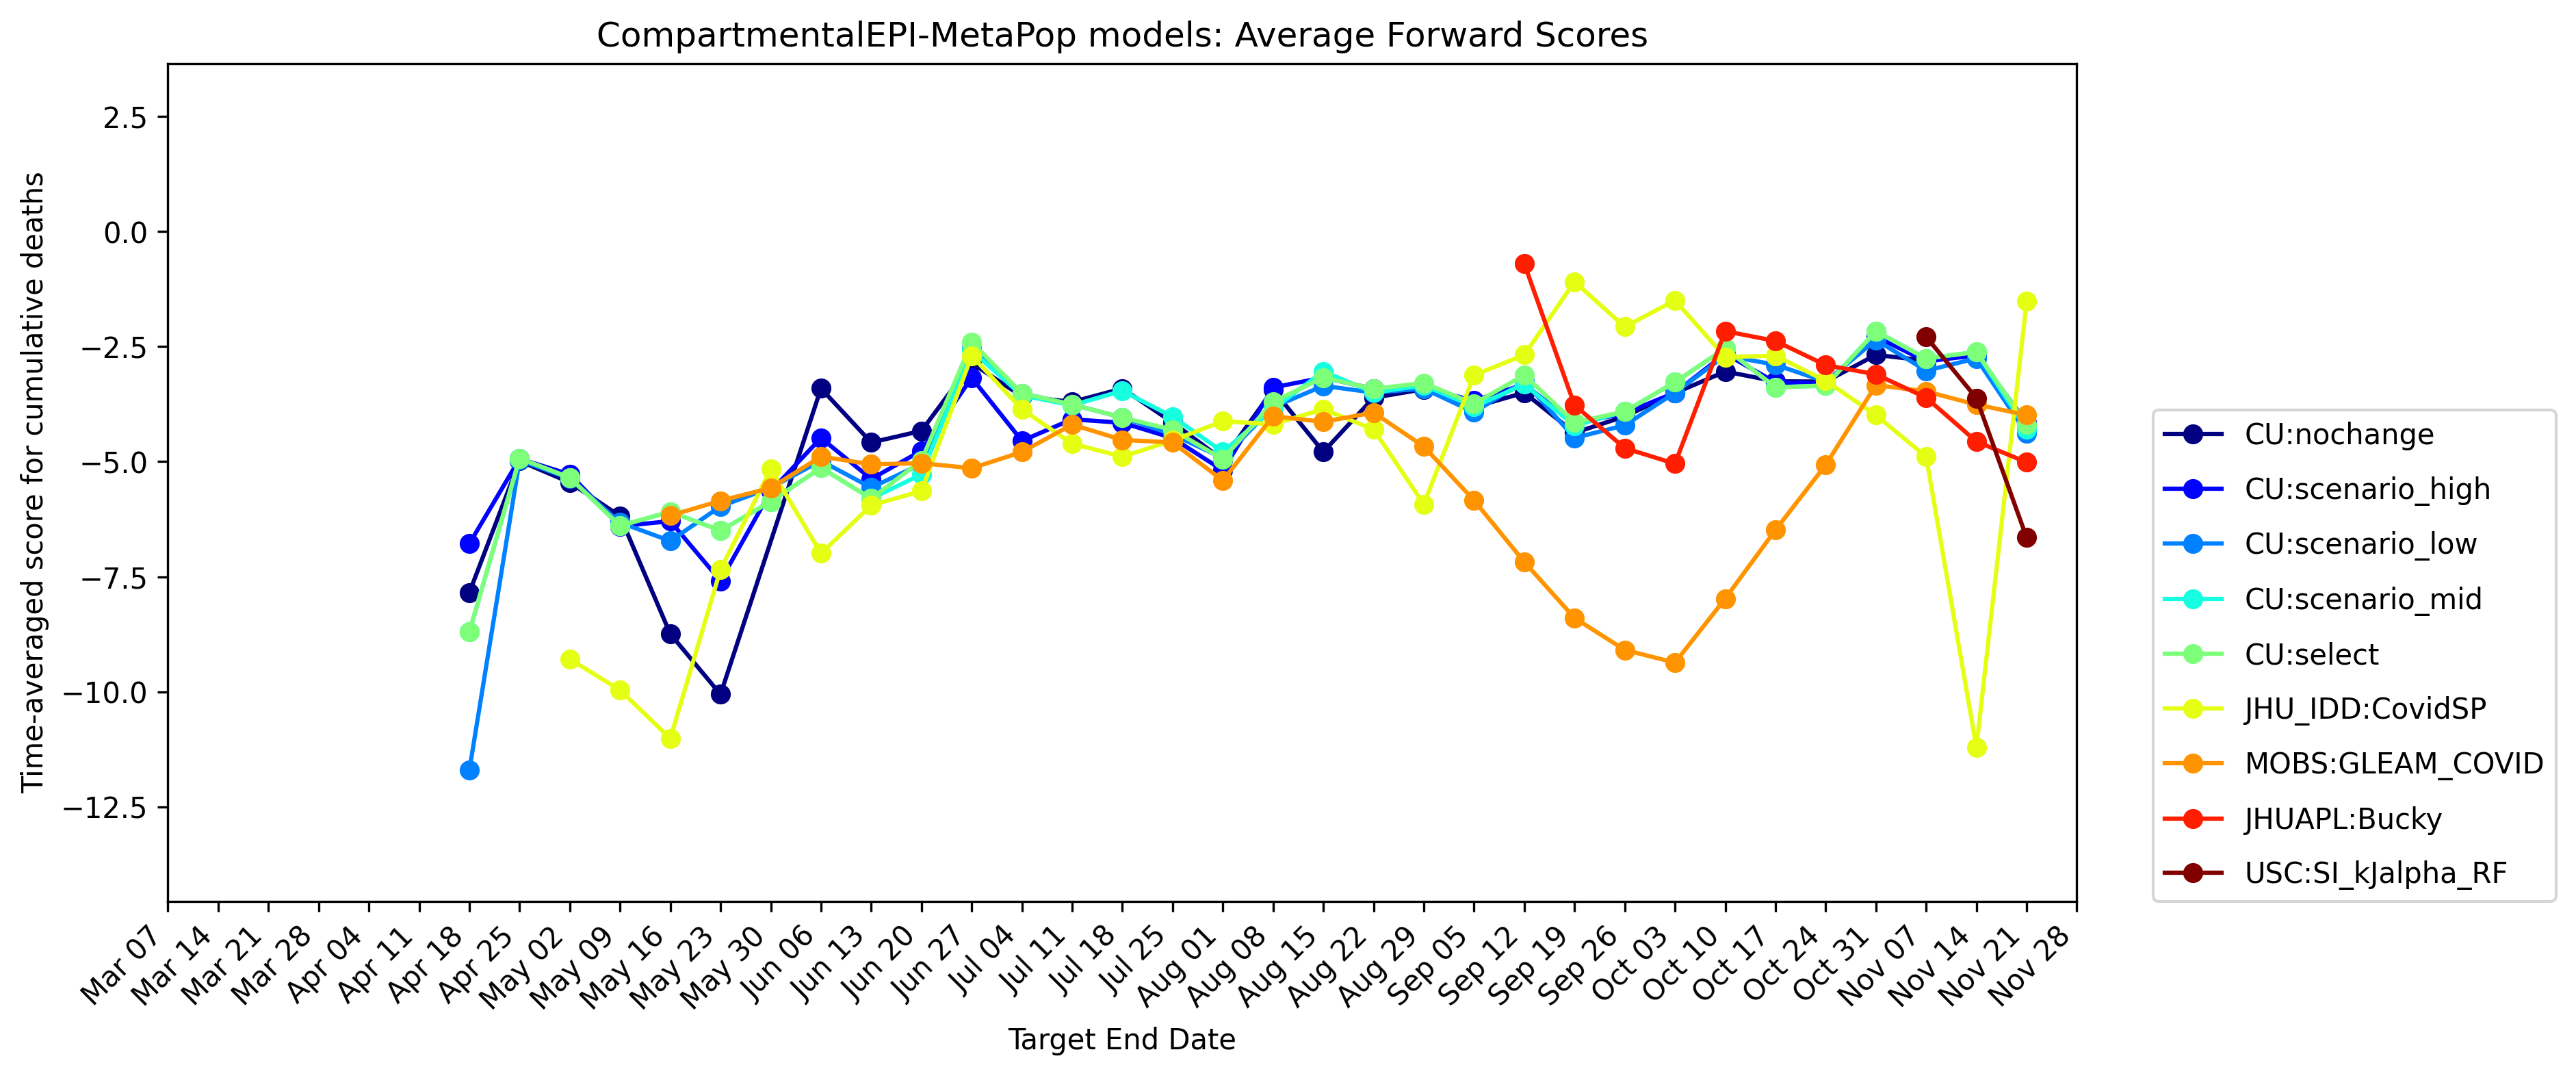 CompartmentalEPI-MetaPop models: Average Forward Scores
Time-averaged score for cumulative deaths
2.5
0.0
−2.5
−5.0
−7.5
−10.0
−12.5
Mar 07
Mar 14
Mar 21
Mar 28
Apr 04
Apr 11
Apr 18
Apr 25
May 02
May 09
May 16
May 23
May 30
Jun 06
Jun 13
Jun 20
Jun 27
Jul 04
Jul 11
Jul 18
Jul 25
Aug 01
Aug 08
Aug 15
Aug 22
Aug 29
Sep 05
Sep 12
Sep 19
Sep 26
Oct 03
Oct 10
Oct 17
Oct 24
Oct 31
Nov 07
Nov 14
Nov 21
Nov 28
Target End Date
CU:nochange
CU:scenario_high
CU:scenario_low
CU:scenario_mid
CU:select
JHU_IDD:CovidSP
MOBS:GLEAM_COVID
JHUAPL:Bucky
USC:SI_kJalpha_RF